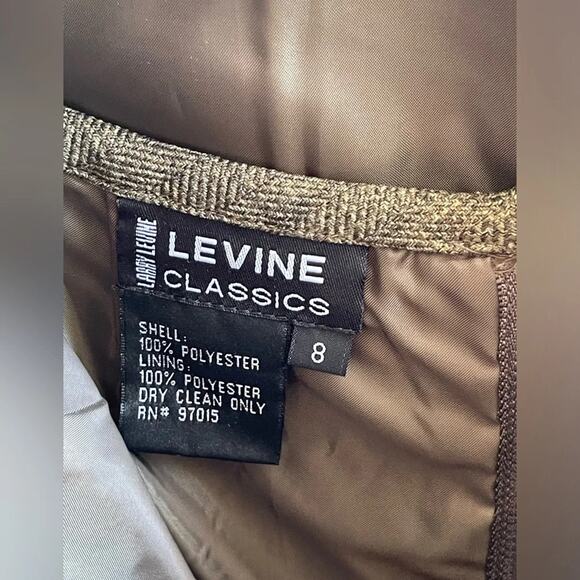 LARRY LEVINE
LEVINE
CLASSICS
SHELL:
100% POLYESTER
LINING:
100% POLYESTER
DRY CLEAN ONLY
RN# 97015
8